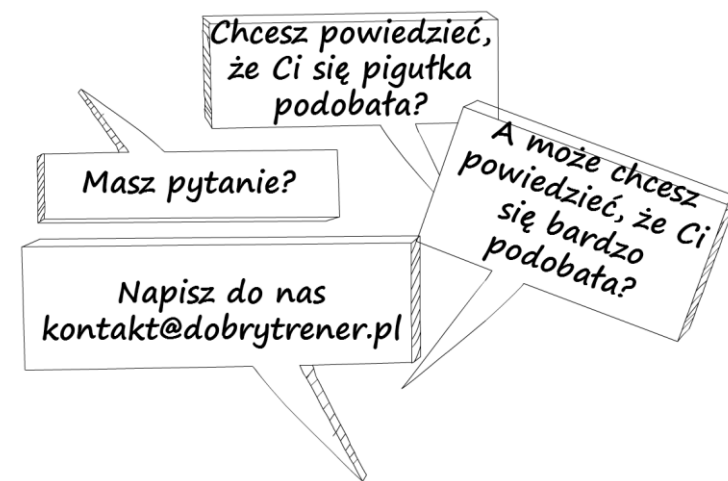 Chcesz powiedzieć,
że Ci się pigułka
podobała?
Masz pytanie?
A może chcesz
powiedzieć, że Ci
się bardzo
podobała?
Napisz do nas
kontakt@dobrytrener.pl